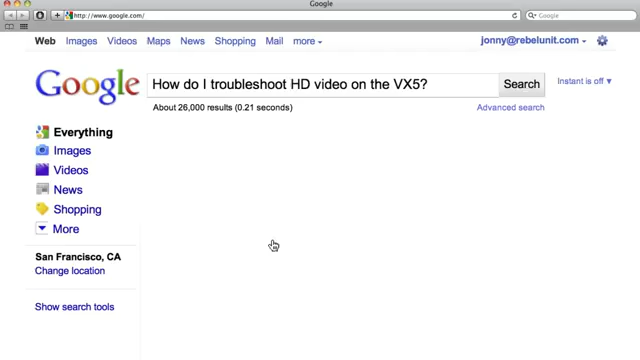 Google
http://www.google.com/
Google
Web Images Videos Maps News Shopping Mail more
jonny@rebelunit.com
Google
How do I troubleshoot HD video on the VX5?
Search
Instant is off
About 26,000 results (0.21 seconds)
Advanced search
Everything
Images
Videos
News
Shopping
More
San Francisco, CA
Change location
Show search tools